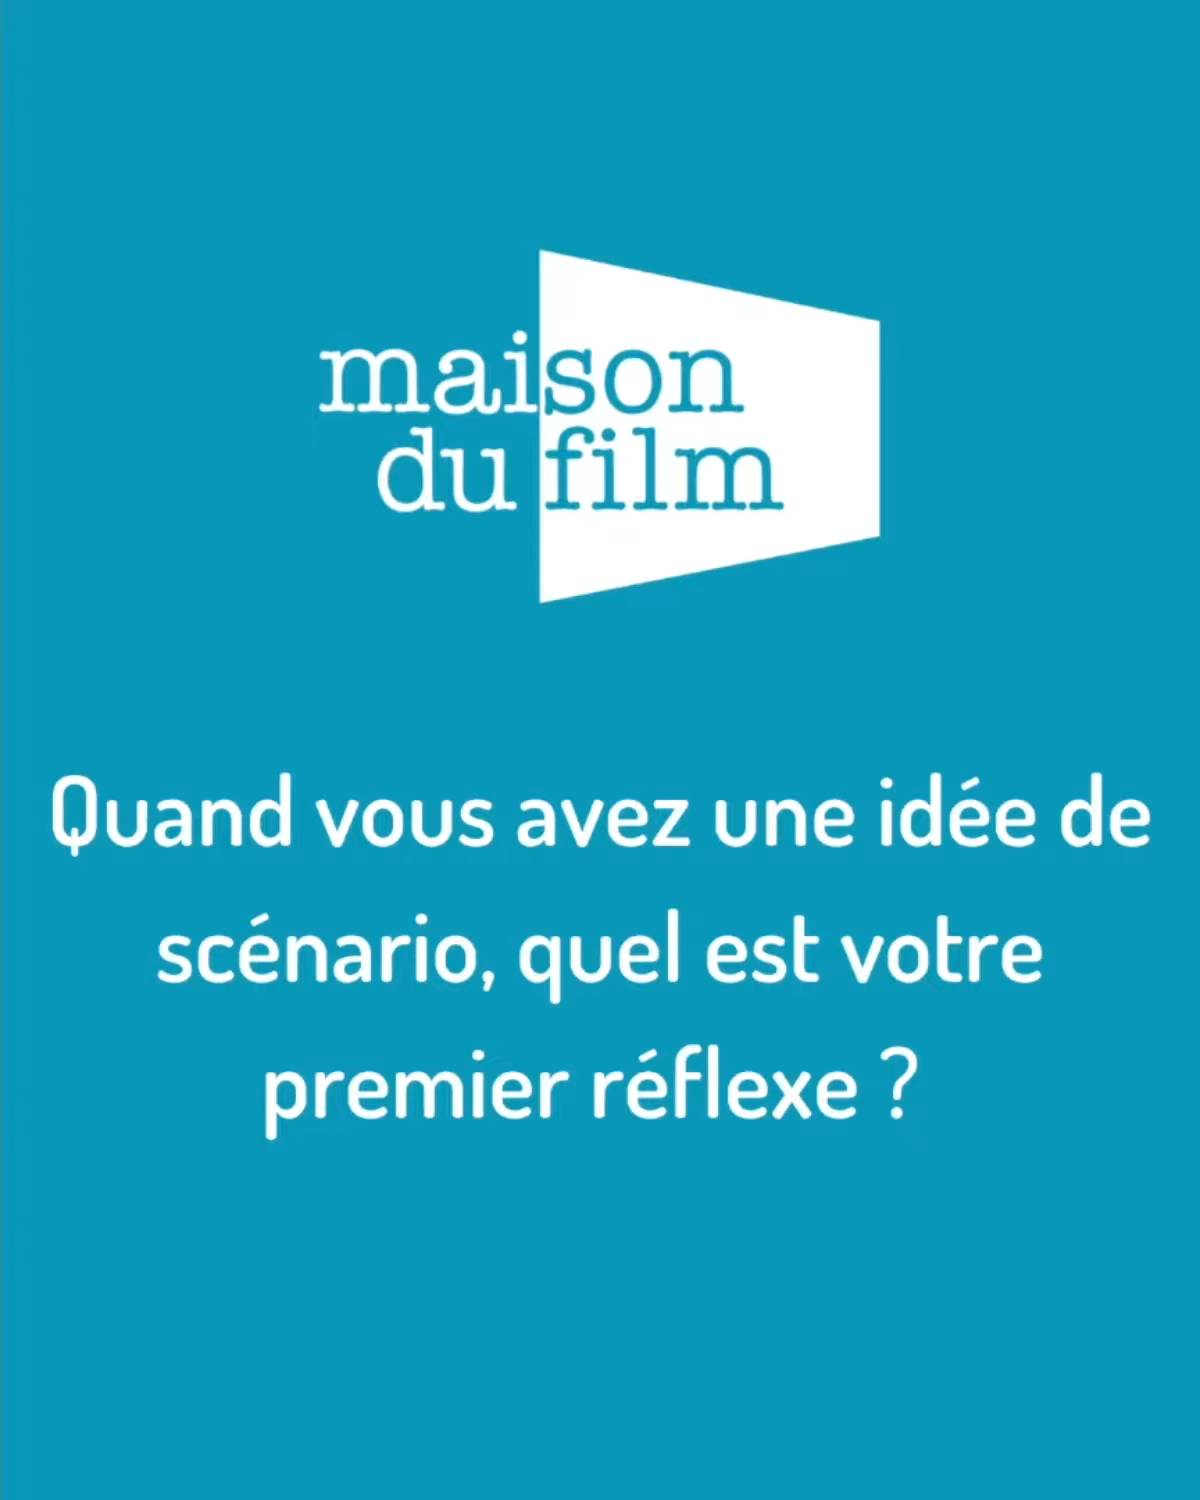 maison
du film
Quand vous avez une idée de
scénario, quel est votre
premier réflexe ?